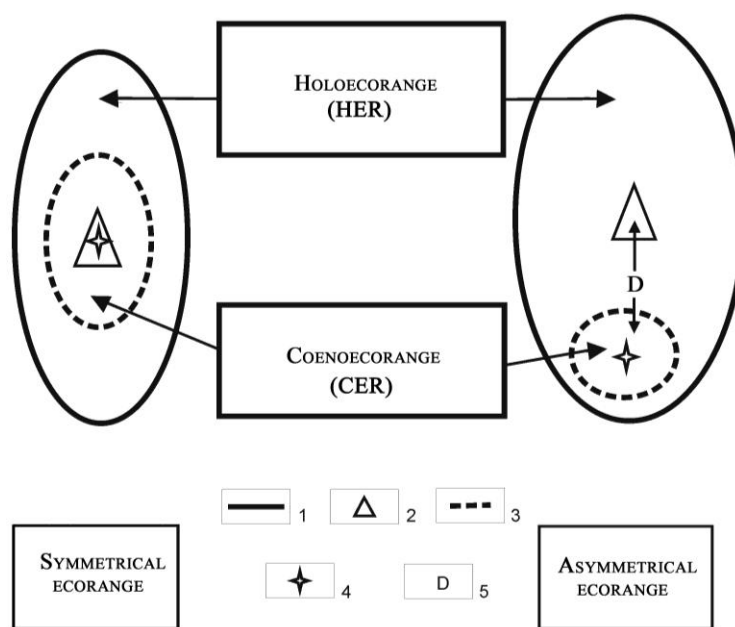 HOLOECORANGE
(HER)
D
COENOECORANGE
(CER)
1
2
3
SYMMETRICAL
ECORANGE
4
D 5
ASYMMETRICAL
ECORANGE